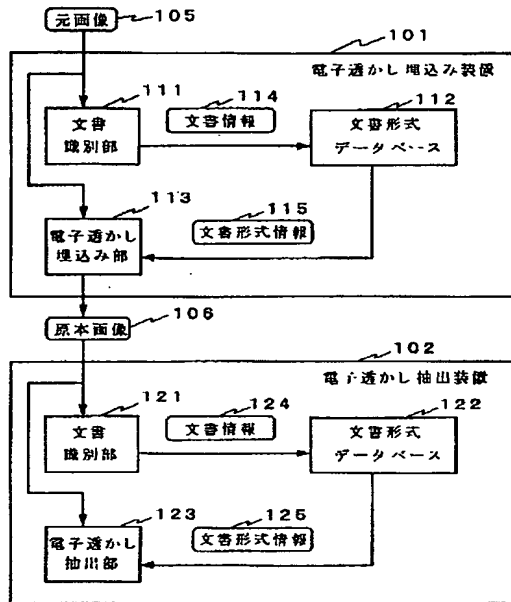 元画像 105
101
電子透かし埋込み装置
111 114 112
文書
識別部
文書情報
文書形式
データベース
113
電子透かし
埋込み部
115
文書形式情報
原本画像 106
102
電子透かし抽出装置
121 124 122
文書
識別部
文書情報
文書形式
データベース
123
電子透かし
抽出部
125
文書形式情報